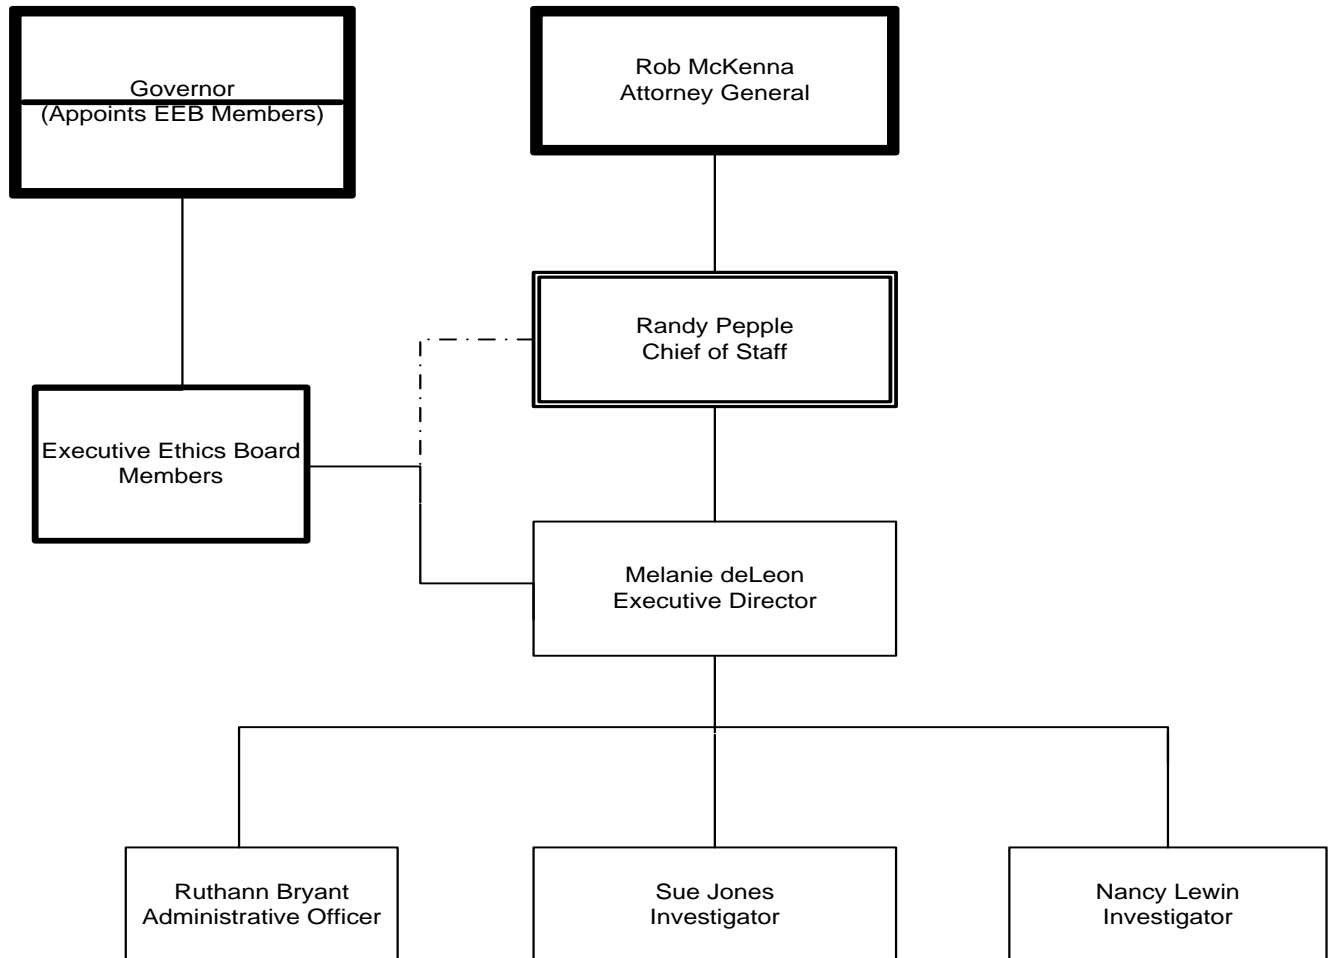 Governor
(Appoints EEB Members)
Rob McKenna
Attorney General
Randy Pepple
Chief of Staff
Executive Ethics Board
Members
Melanie deLeon
Executive Director
Ruthann Bryant
Administrative Officer
Sue Jones
Investigator
Nancy Lewin
Investigator